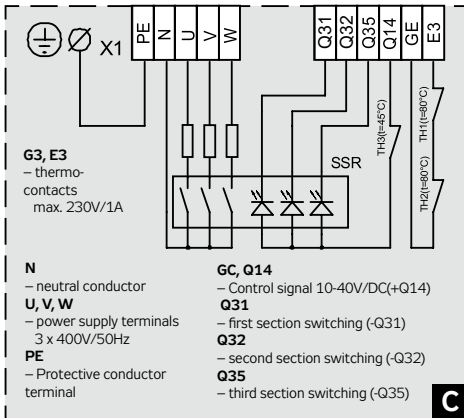 X1
PE
N
U
V
W
Q31
Q32
Q35
Q14
GE
E3
TH3(t=45°C)
TH1(t=80°C)
TH2(t=80°C)
SSR
G3, E3
– thermo-
contacts
max. 230V/1A
N
– neutral conductor
U, V, W
– power supply terminals
3 x 400V/50Hz
PE
– Protective conductor
terminal
GC, Q14
– Control signal 10-40V/DC(+Q14)
Q31
– first section switching (-Q31)
Q32
– second section switching (-Q32)
Q35
– third section switching (-Q35)
C